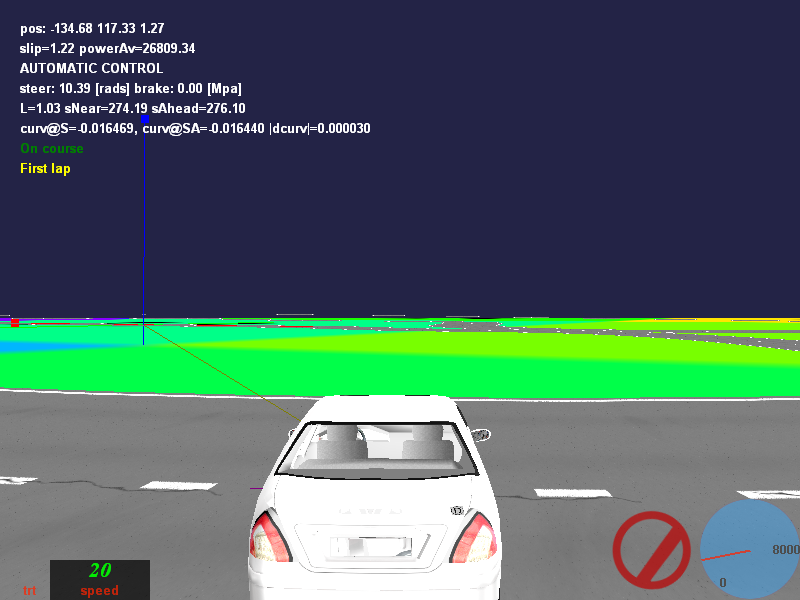 pos: -134.68 117.33 1.27
slip=1.22 powerAv=26809.34
AUTOMATIC CONTROL
steer: 10.39 [rads] brake: 0.00 [Mpa]
L=1.03 sNear=274.19 sAhead=276.10
curv@S=-0.016469, curv@SA=-0.016440 |dcurv|=0.000030
On course
First lap
8000
20
0
trt speed